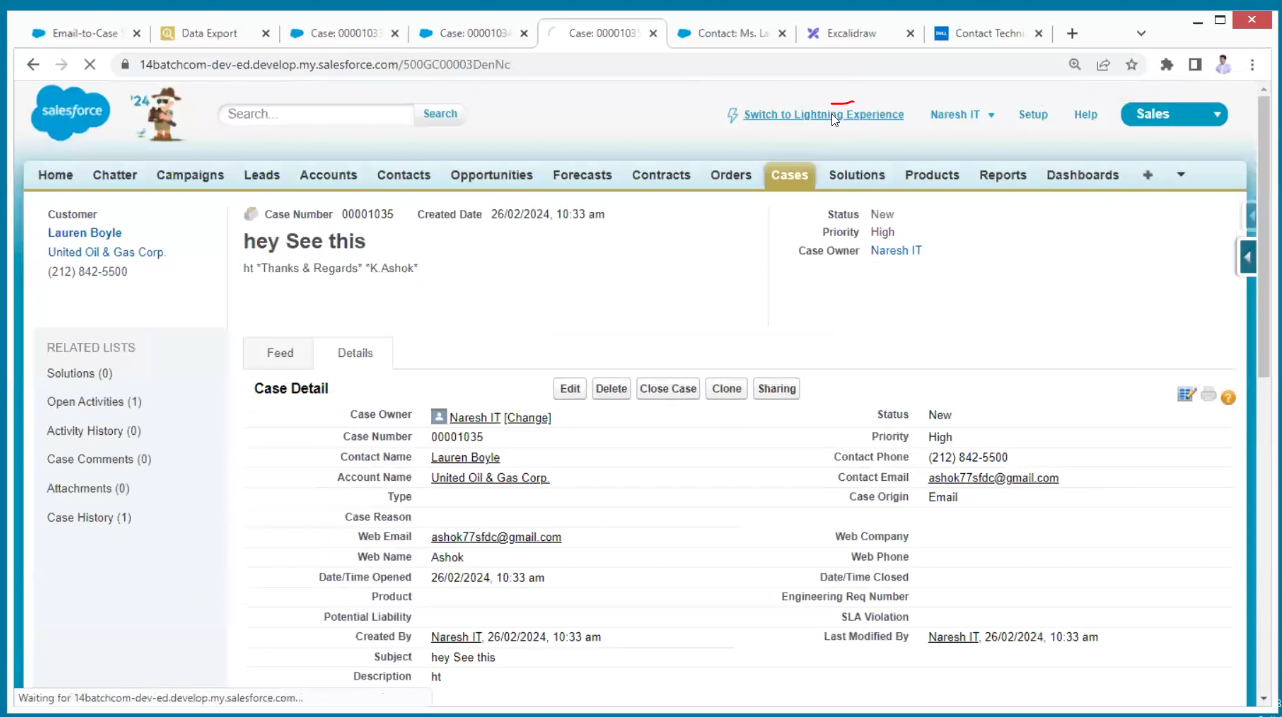 Email-to-Case
Data Export
Case: 0000103
Case: 0000103
Case: 0000103
Contact: Ms. La
Excalidraw
Contact Techni
14batchcom-dev-ed.develop.my.salesforce.com/500GC00003DenNc
salesforce
'24
Search...
Search
Switch to Lightning Experience
Naresh IT
Setup
Help
Sales
Home
Chatter
Campaigns
Leads
Accounts
Contacts
Opportunities
Forecasts
Contracts
Orders
Cases
Solutions
Products
Reports
Dashboards
Customer
Lauren Boyle
United Oil & Gas Corp.
(212) 842-5500
Case Number 00001035 Created Date 26/02/2024, 10:33 am
hey See this
ht *Thanks & Regards* *K.Ashok*
Status New
Priority High
Case Owner Naresh IT
RELATED LISTS
Solutions (0)
Open Activities (1)
Activity History (0)
Case Comments (0)
Attachments (0)
Case History (1)
Feed
Details
Case Detail
Edit
Delete
Close Case
Clone
Sharing
Case Owner Naresh IT [Change] Status New
Case Number 00001035 Priority High
Contact Name Lauren Boyle Contact Phone (212) 842-5500
Account Name United Oil & Gas Corp. Contact Email ashok77sfdc@gmail.com
Type Case Origin Email
Case Reason
Web Email ashok77sfdc@gmail.com Web Company
Web Name Ashok Web Phone
Date/Time Opened 26/02/2024, 10:33 am Date/Time Closed
Product Engineering Req Number
Potential Liability SLA Violation
Created By Naresh IT, 26/02/2024, 10:33 am Last Modified By Naresh IT, 26/02/2024, 10:33 am
Subject hey See this
Description ht
Waiting for 14batchcom-dev-ed.develop.my.salesforce.com...